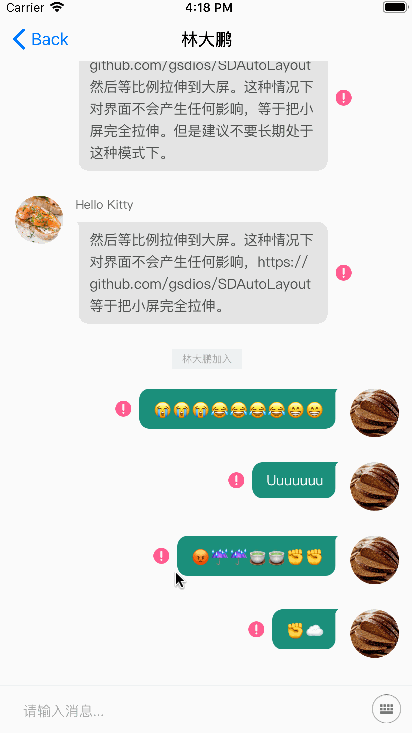 Carrier 4:18 PM
Back 林大鹏
github.com/gsdios/SDAutoLayout
然后等比例拉伸到大屏。这种情况下
对界面不会产生任何影响，等于把小
屏完全拉伸。但是建议不要长期处于
这种模式下。
Hello Kitty
然后等比例拉伸到大屏。这种情况下
对界面不会产生任何影响，https://
github.com/gsdios/SDAutoLayout
等于把小屏完全拉伸。
林大鹏加入
😭😭😭😂😂😂😂😁😁
Uuuuuuu
😡☔☔🍵🍵✊✊
✊☁️
请输入消息...